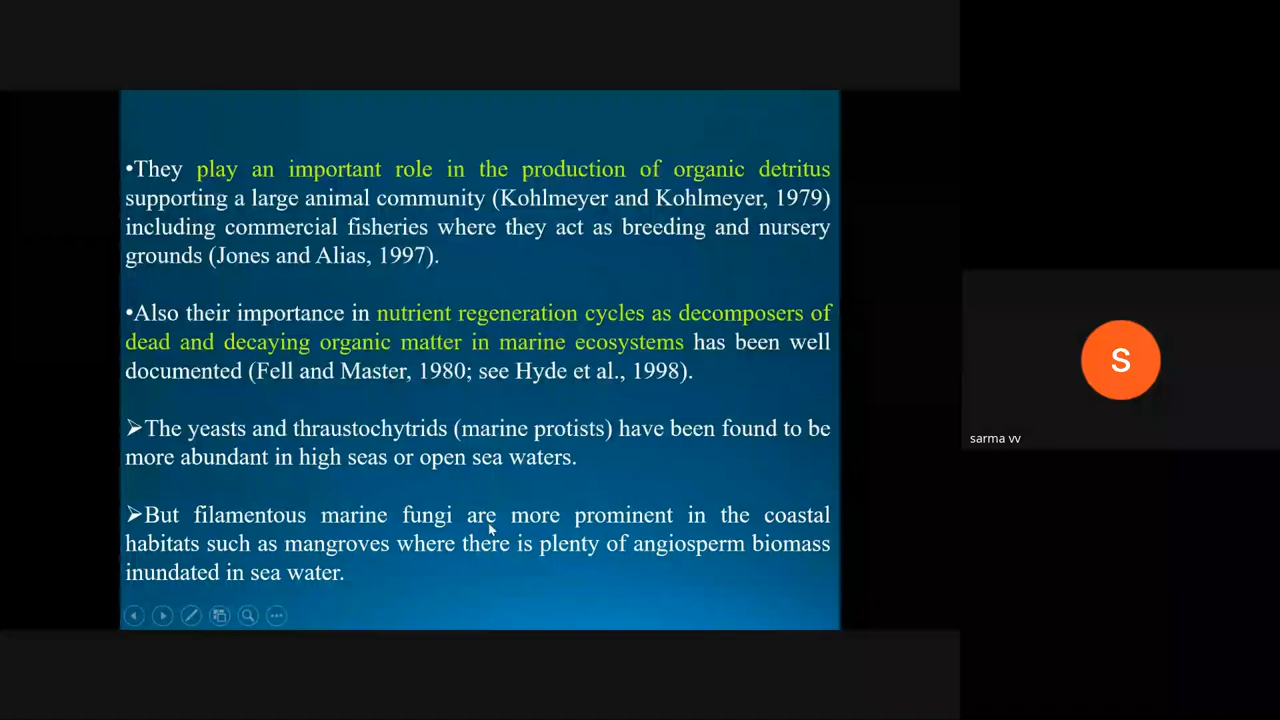 •They play an important role in the production of organic detritus
supporting a large animal community (Kohlmeyer and Kohlmeyer, 1979)
including commercial fisheries where they act as breeding and nursery
grounds (Jones and Alias, 1997).
•Also their importance in nutrient regeneration cycles as decomposers of
dead and decaying organic matter in marine ecosystems has been well
documented (Fell and Master, 1980; see Hyde et al., 1998).
➢The yeasts and thraustochytrids (marine protists) have been found to be
more abundant in high seas or open sea waters.
➢But filamentous marine fungi are more prominent in the coastal
habitats such as mangroves where there is plenty of angiosperm biomass
inundated in sea water.
S
sarma vv